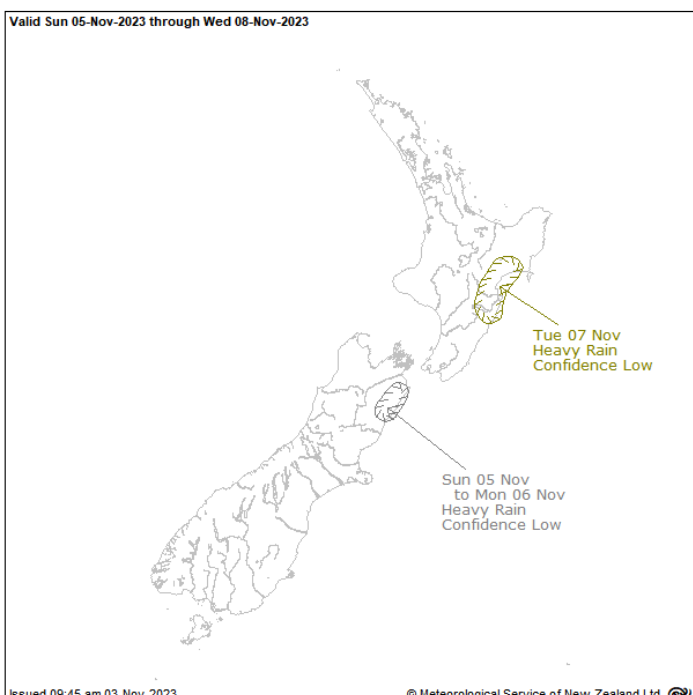 Valid Sun 05-Nov-2023 through Wed 08-Nov-2023
Tue 07 Nov
Heavy Rain
Confidence Low
Sun 05 Nov
to Mon 06 Nov
Heavy Rain
Confidence Low
Issued 09:45 am 03-Nov-2023
© Meteorological Service of New Zealand Ltd.